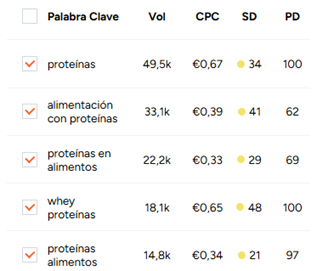 Palabra Clave Vol CPC SD PD
proteínas 49,5k €0,67 34 100
alimentación
con proteínas 33,1k €0,39 41 62
proteínas en
alimentos 22,2k €0,33 29 69
whey
proteínas 18,1k €0,65 48 100
proteínas
alimentos 14,8k €0,34 21 97